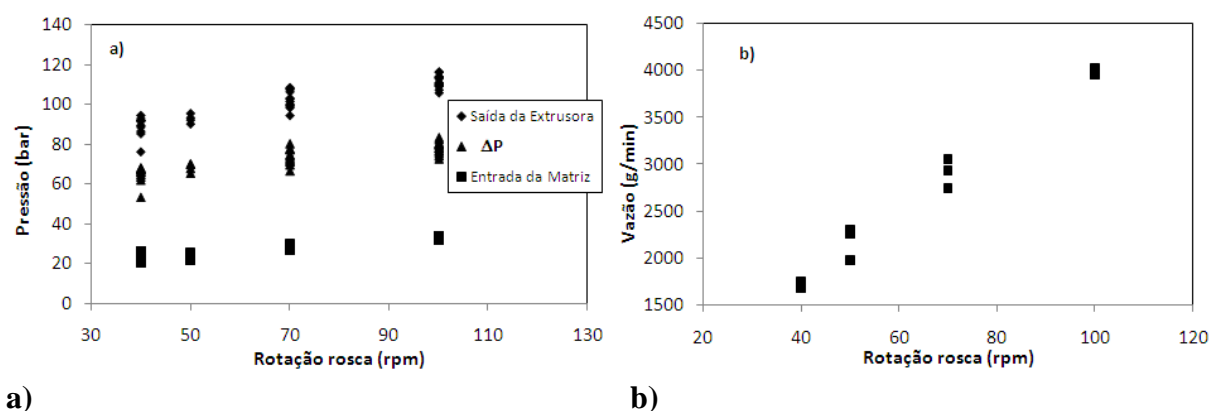 a)
140
120
100
80
60
40
20
0
Pressão (bar)
30 50 70 90 110 130
Rotação rosca (rpm)
Saída da Extrusora
ΔP
Entrada da Matriz
b)
4500
4000
3500
3000
2500
2000
1500
Vazão (g/min)
20 40 60 80 100 120
Rotação rosca (rpm)
a) b)